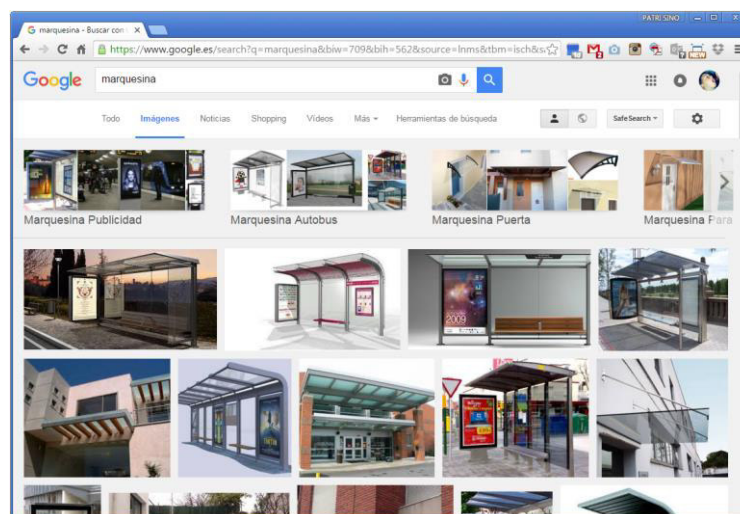 PATRESINO
marquesina - Buscar con
https://www.google.es/search?q=marquesina&biw=709&bih=562&source=lnms&tbm=isch&s
Google
marquesina
Todo Imágenes Noticias Shopping Vídeos Más Herramientas de búsqueda SafeSearch
Marquesina Publicidad Marquesina Autobus Marquesina Puerta Marquesina Para
2009